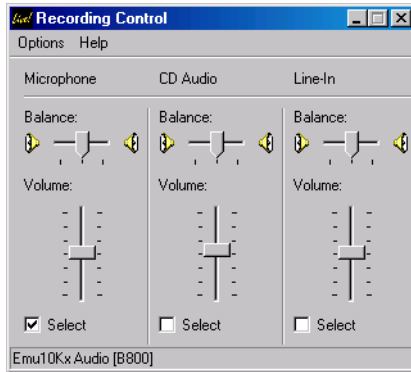 Live! Recording Control
Options Help
Microphone CD Audio Line-In
Balance: Balance: Balance:
Volume: Volume: Volume:
Select Select Select
Emu10Kx Audio [B800]